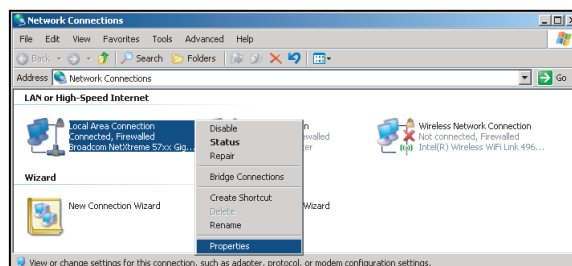 Network Connections
File Edit View Favorites Tools Advanced Help
Back Search Folders
Address Network Connections Go
LAN or High-Speed Internet
Local Area Connection
Connected, Firewalled
Broadcom NetXtreme 57xx Gig...
Disable
Status
Repair
Bridge Connections
Create Shortcut
Delete
Rename
Properties
Wireless Network Connection
Not connected, Firewalled
Intel(R) Wireless WiFi Link 496...
Wizard
New Connection Wizard
Wizard
View or change settings for this connection, such as adapter, protocol, or modem configuration settings.